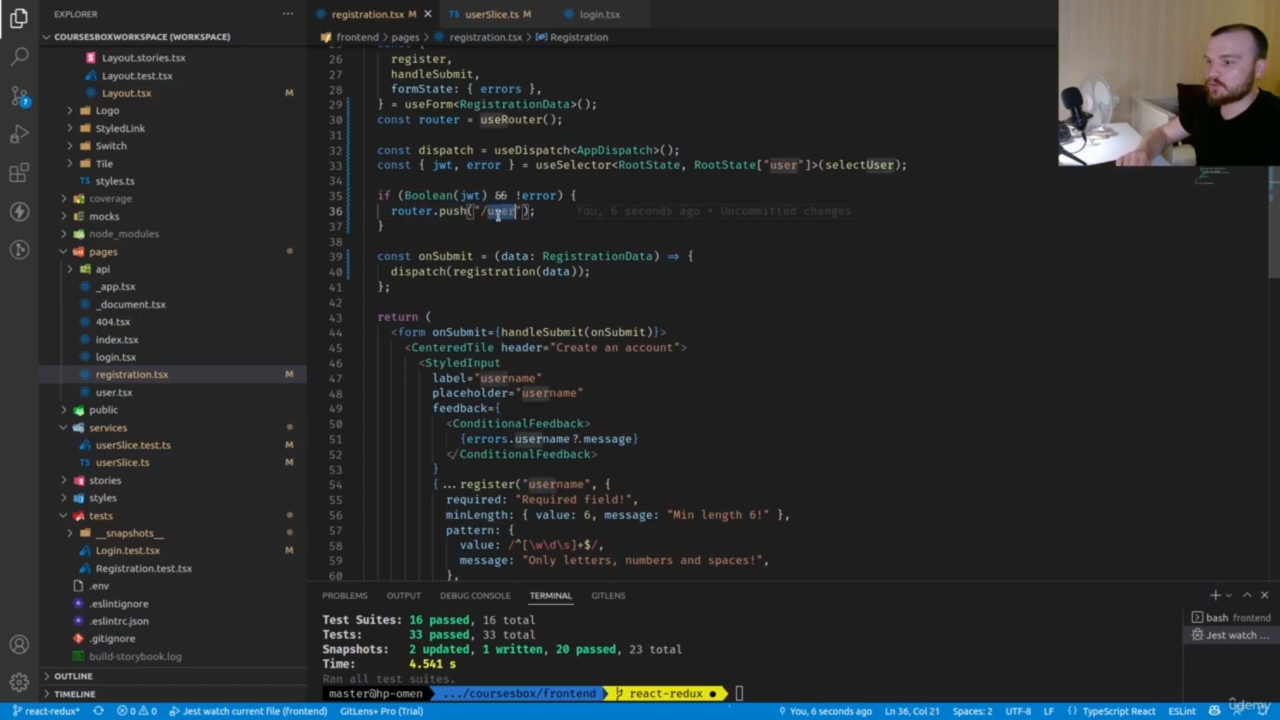 EXPLORER
COURSESBOXWORKSPACE (WORKSPACE)
Layout.stories.tsx
Layout.test.tsx
Layout.tsx M
Logo
StyledLink
Switch
Tile
styles.ts
coverage
mocks
node_modules
pages
api
_app.tsx
_document.tsx
404.tsx
index.tsx
login.tsx
registration.tsx M
user.tsx
public
services
userSlice.test.ts M
userSlice.ts M
stories
styles
tests
__snapshots__
Login.test.tsx M
Registration.test.tsx
.env
.eslintignore
.eslintrc.json
.gitignore
build-storybook.log
OUTLINE
TIMELINE
registration.tsx M
userSlice.ts M
login.tsx
frontend > pages > registration.tsx > Registration
26 register,
27 handleSubmit,
28 formState: { errors },
29 } = useForm<RegistrationData>();
30 const router = useRouter();
31
32 const dispatch = useDispatch<AppDispatch>();
33 const { jwt, error } = useSelector<RootState, RootState["user"]>(selectUser);
34
35 if (Boolean(jwt) && !error) {
36 router.push("/user"); You, 6 seconds ago • Uncommitted changes
37 }
38
39 const onSubmit = (data: RegistrationData) => {
40 dispatch(registration(data));
41 };
42
43 return (
44 <form onSubmit={handleSubmit(onSubmit)}>
45 <CenteredTile header="Create an account">
46 <StyledInput
47 label="username"
48 placeholder="username"
49 feedback={
50 <ConditionalFeedback>
51 {errors.username?.message}
52 </ConditionalFeedback>
53 }
54 {...register("username", {
55 required: "Required field!",
56 minLength: { value: 6, message: "Min length 6!" },
57 pattern: {
58 value: /^[\w\d\s]+$/,
59 message: "Only letters, numbers and spaces!",
60 },
PROBLEMS OUTPUT DEBUG CONSOLE TERMINAL GITLENS
Test Suites: 16 passed, 16 total
Tests: 33 passed, 33 total
Snapshots: 2 updated, 1 written, 20 passed, 23 total
Time: 4.541 s
Ran all test suites.
master@hp-omen .../coursesbox/frontend react-redux
bash frontend
Jest watch ...
7
react-redux* 0 0 Jest watch current file (frontend) GitLens+ Pro (Trial) You, 6 seconds ago Ln 36, Col 21 Spaces: 2 UTF-8 LF TypeScript React ESLint
udemy